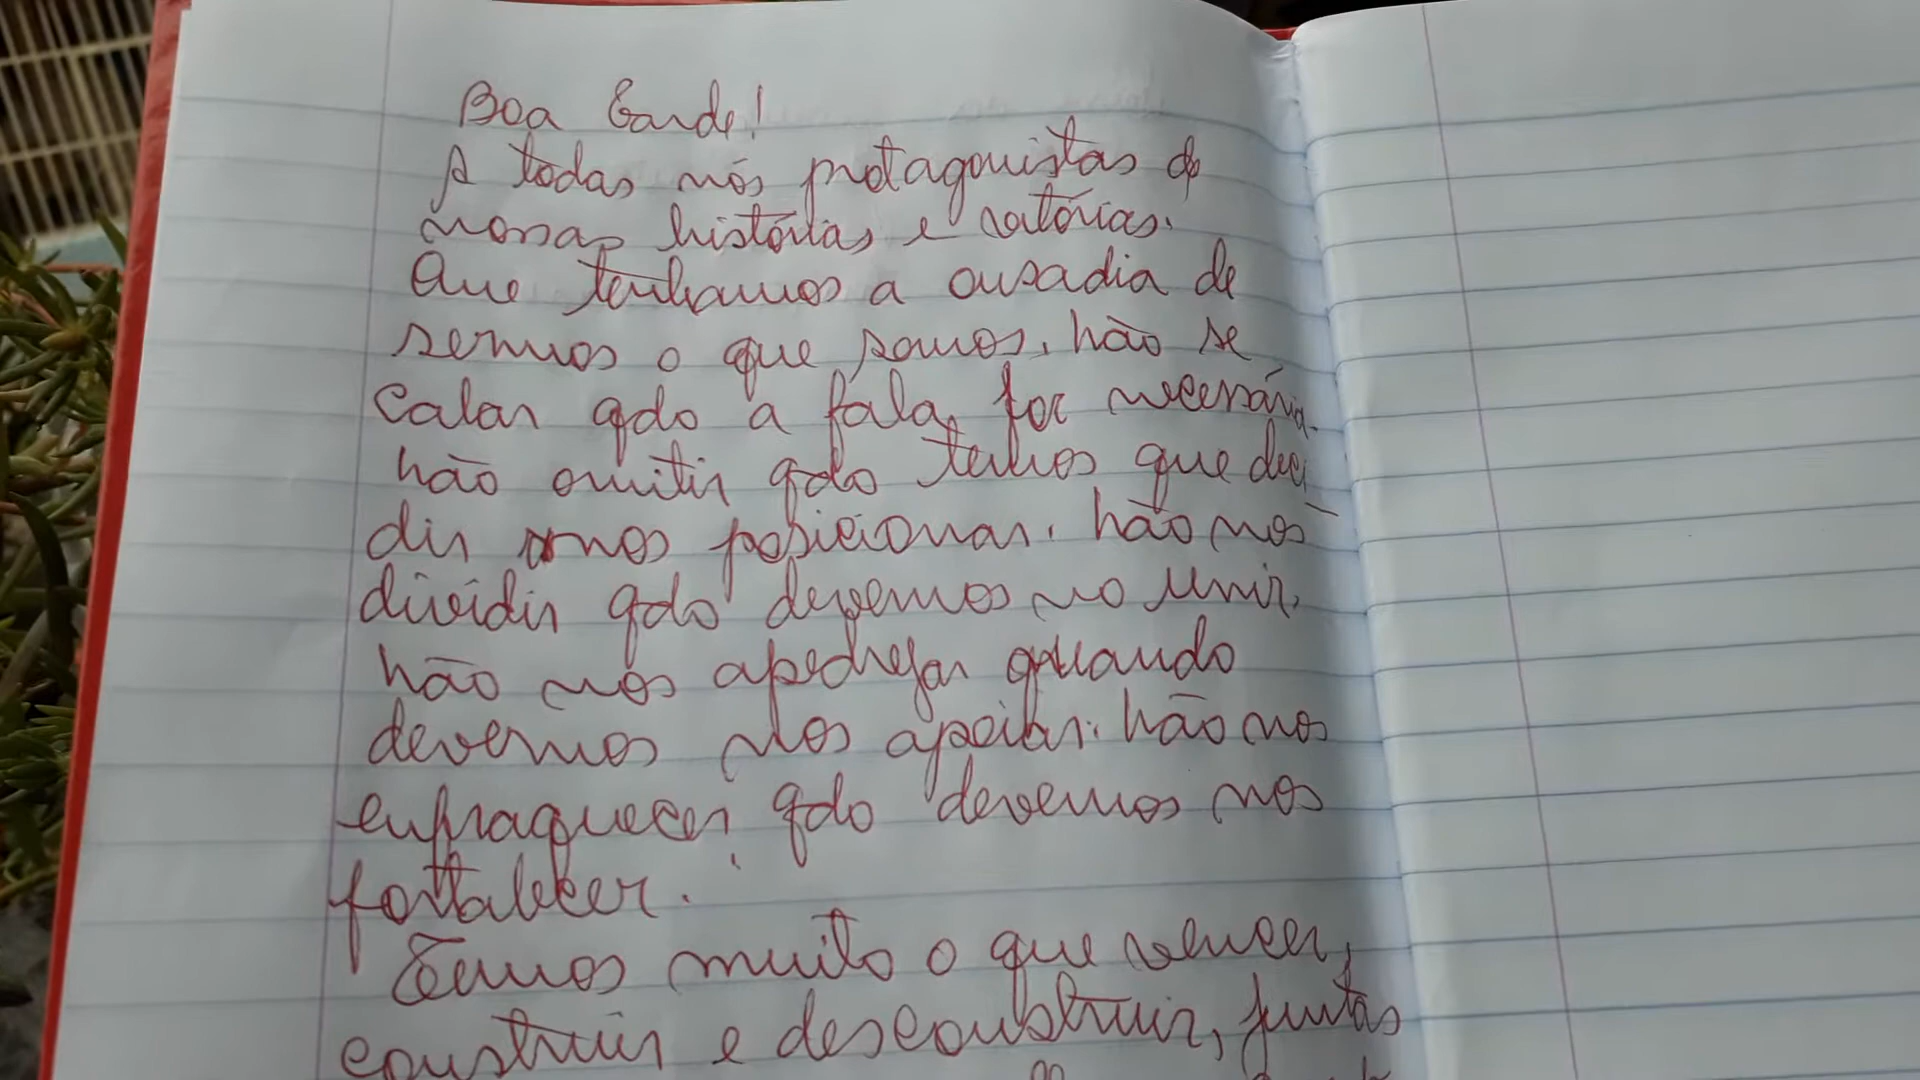 Boa tarde!
A todas nós protagonistas de
nossas histórias e vitórias.
Que tenhamos a ousadia de
sermos o que somos, não se
calar qdo a fala for necessária.
não omitir qdo temos que deci
dir nos posicionar. não nos
dividir qdo devemos no unir,
não nos apedrejar quando
devemos nos apoiar. não nos
enfraquecer qdo devemos nos
fortalecer.
Temos muito o que vencer,
construir e desconstruir, juntas